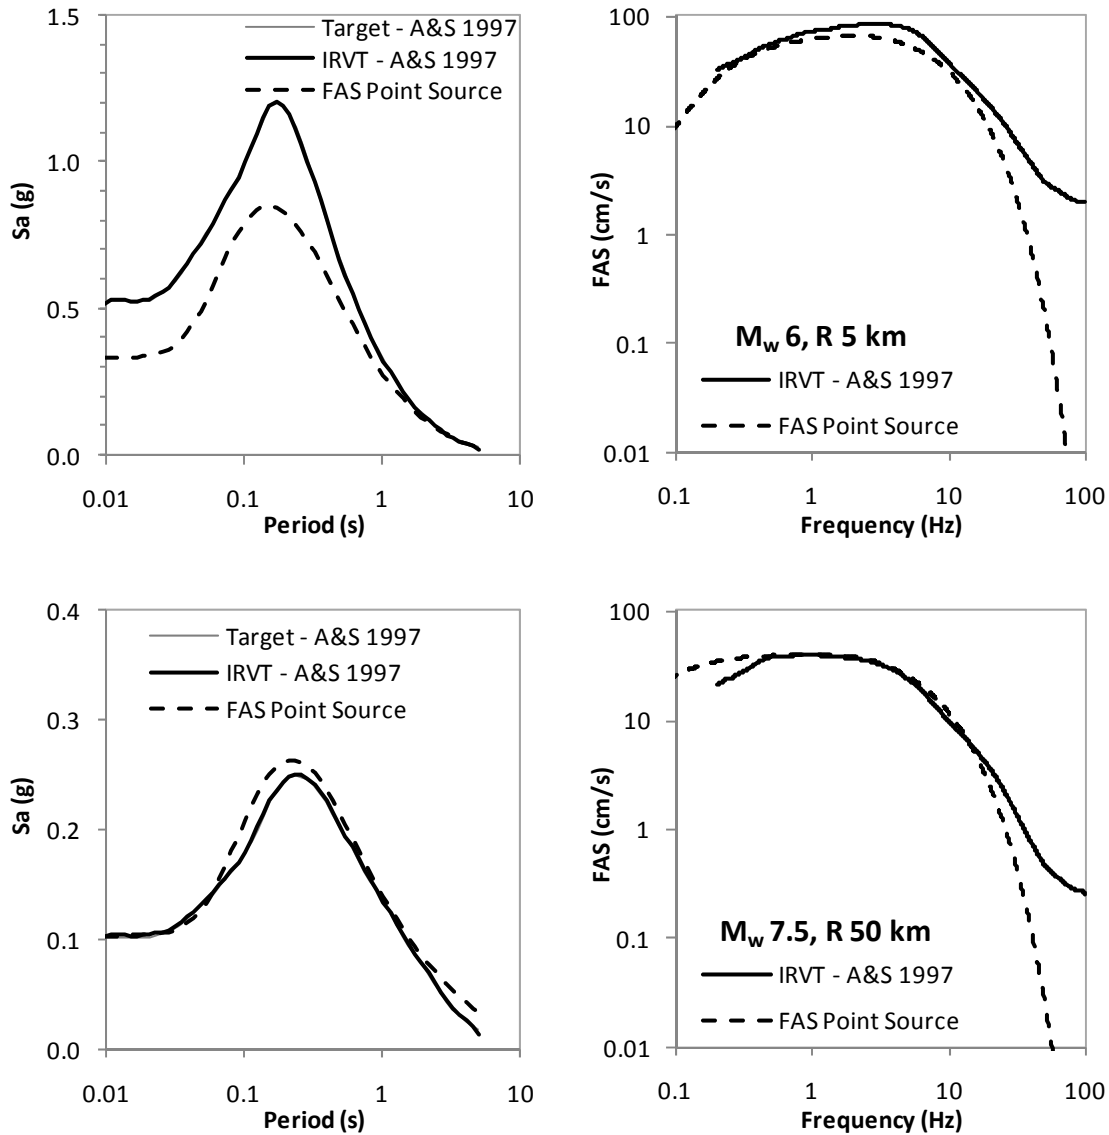 1.5
1.0
0.5
0.0
Sa (g)
Target - A&S 1997
IRVT - A&S 1997
FAS Point Source
0.01 0.1 1 10
Period (s)
100
10
1
0.1
0.01
FAS (cm/s)
Mw 6, R 5 km
IRVT - A&S 1997
FAS Point Source
0.1 1 10 100
Frequency (Hz)
0.4
0.3
0.2
0.1
0.0
Sa (g)
Target - A&S 1997
IRVT - A&S 1997
FAS Point Source
0.01 0.1 1 10
Period (s)
100
10
1
0.1
0.01
FAS (cm/s)
Mw 7.5, R 50 km
IRVT - A&S 1997
FAS Point Source
0.1 1 10 100
Frequency (Hz)